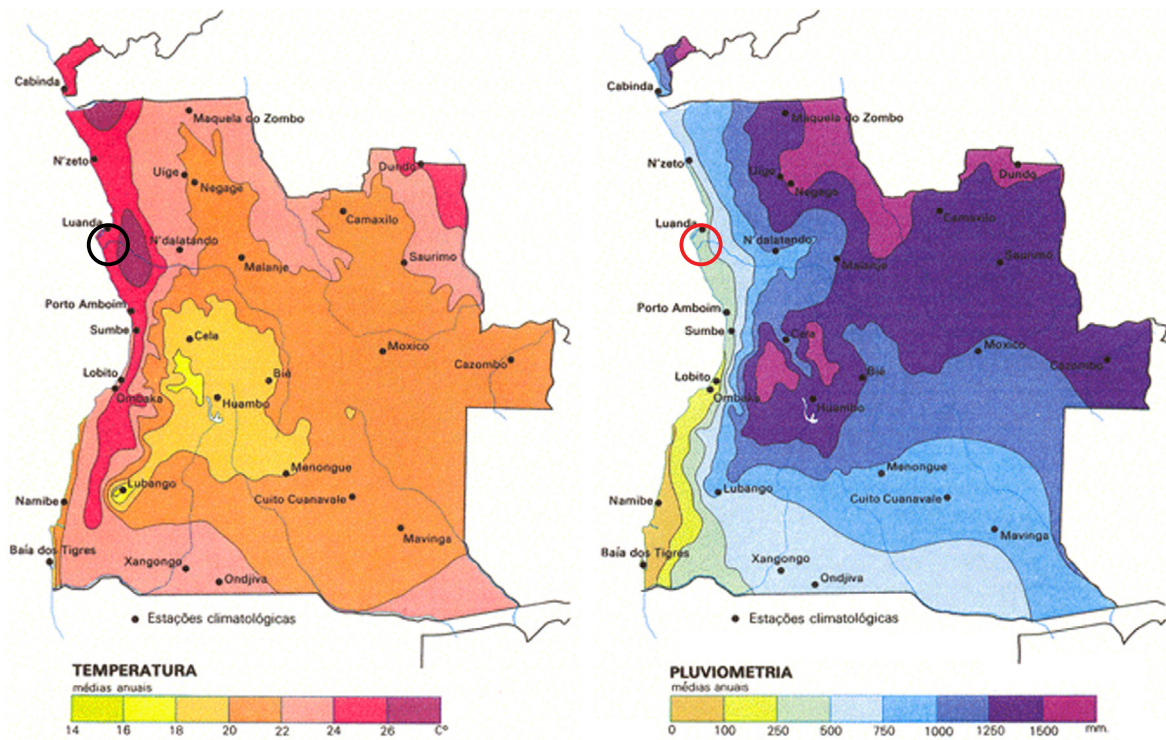 Cabinda
Maquela do Zombo
N'zeto
Uíge
Negage
Dundo
Luanda
Camaxilo
N'dalatando
Malanje
Saurimo
Porto Amboim
Sumbe
Cela
Moxico
Cazombo
Lobito
Ombaka
Bié
Huambo
Menongue
Lubango
Cuito Cuanavale
Namibe
Mavinga
Baía dos Tigres
Xangongo
Ondjiva
Estações climatológicas
TEMPERATURA
médias anuais
14 16 18 20 22 24 26 Cº
Cabinda
Maquela do Zombo
N'zeto
Uíge
Negage
Dundo
Luanda
Camaxilo
N'dalatando
Malanje
Saurimo
Porto Amboim
Sumbe
Cela
Moxico
Cazombo
Lobito
Ombaka
Bié
Huambo
Menongue
Lubango
Cuito Cuanavale
Namibe
Mavinga
Baía dos Tigres
Xangongo
Ondjiva
Estações climatológicas
PLUVIOMETRIA
médias anuais
0 100 250 500 750 1000 1250 1500 mm.